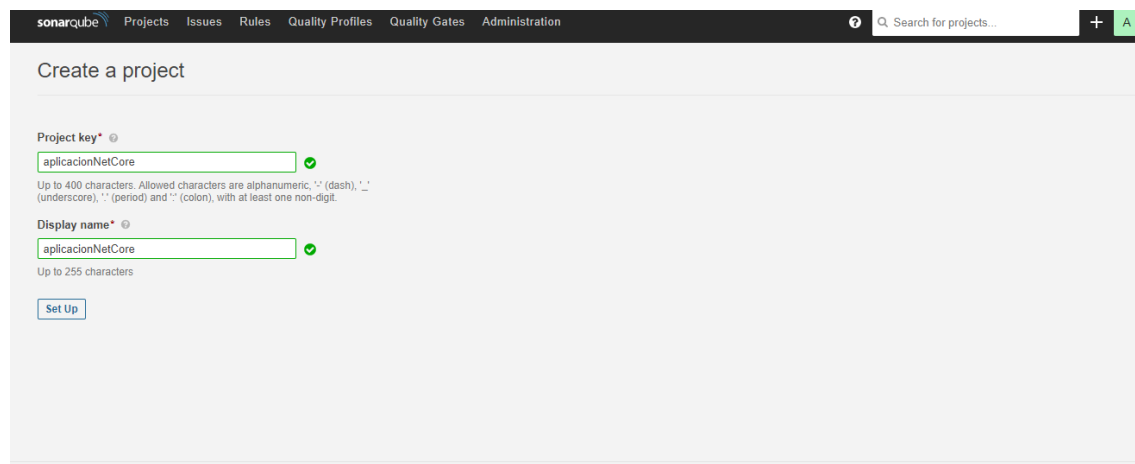 sonarqube Projects Issues Rules Quality Profiles Quality Gates Administration ? Search for projects... + A
Create a project
Project key* ?
aplicacionNetCore
Up to 400 characters. Allowed characters are alphanumeric, '-' (dash), '_'
(underscore), '.' (period) and ':' (colon), with at least one non-digit.
Display name* ?
aplicacionNetCore
Up to 255 characters
Set Up